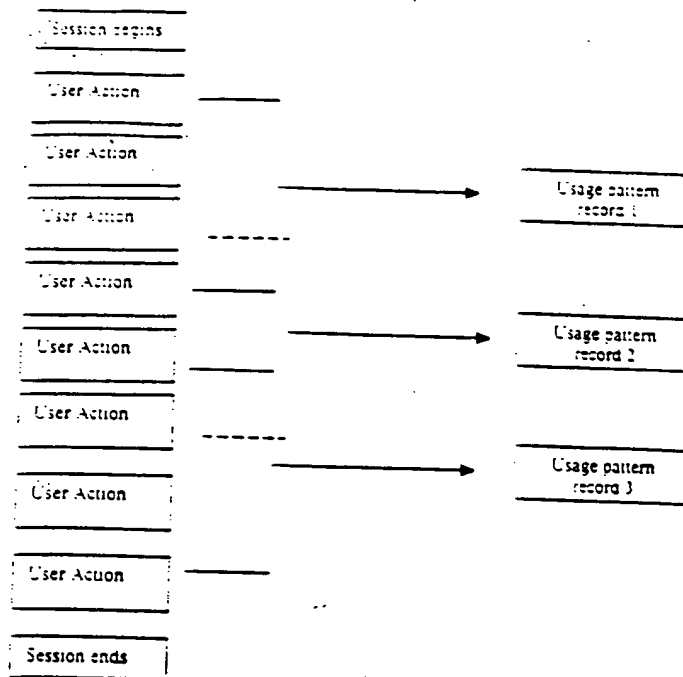 Session begins
User Action
User Action
User Action
User Action
User Action
User Action
User Action
User Action
Session ends
Usage pattern
record 1
Usage pattern
record 2
Usage pattern
record 3